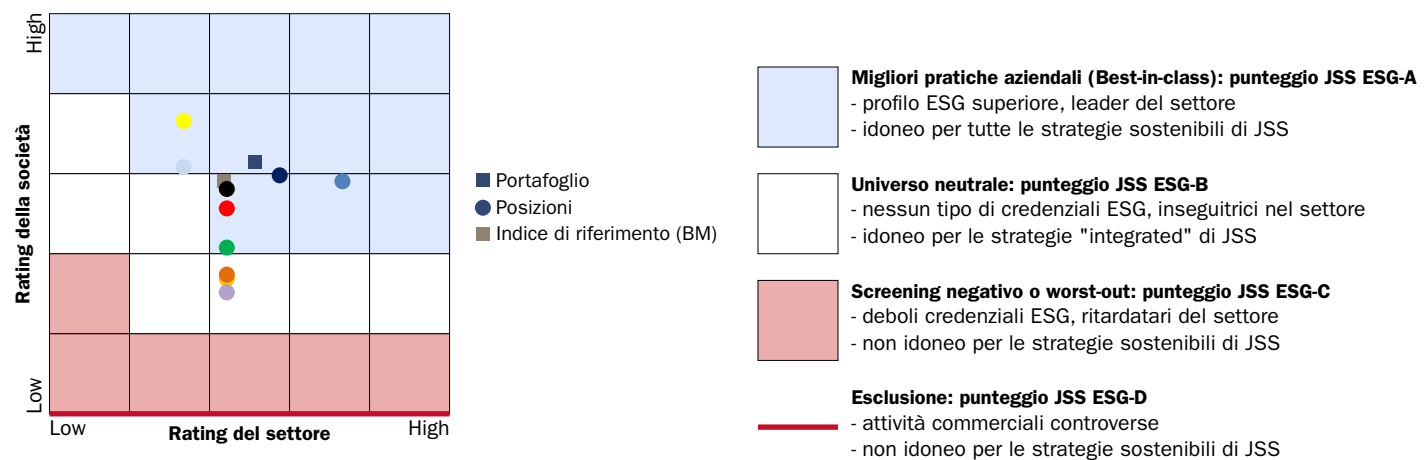 High
Rating della società
Low
Low
Rating del settore
High
Portafoglio
Posizioni
Indice di riferimento (BM)
Migliori pratiche aziendali (Best-in-class): punteggio JSS ESG-A
- profilo ESG superiore, leader del settore
- idoneo per tutte le strategie sostenibili di JSS
Universo neutrale: punteggio JSS ESG-B
- nessun tipo di credenziali ESG, inseguitrici nel settore
- idoneo per le strategie "integrated" di JSS
Screening negativo o worst-out: punteggio JSS ESG-C
- deboli credenziali ESG, ritardatari del settore
- non idoneo per le strategie sostenibili di JSS
Esclusione: punteggio JSS ESG-D
- attività commerciali controverse
- non idoneo per le strategie sostenibili di JSS